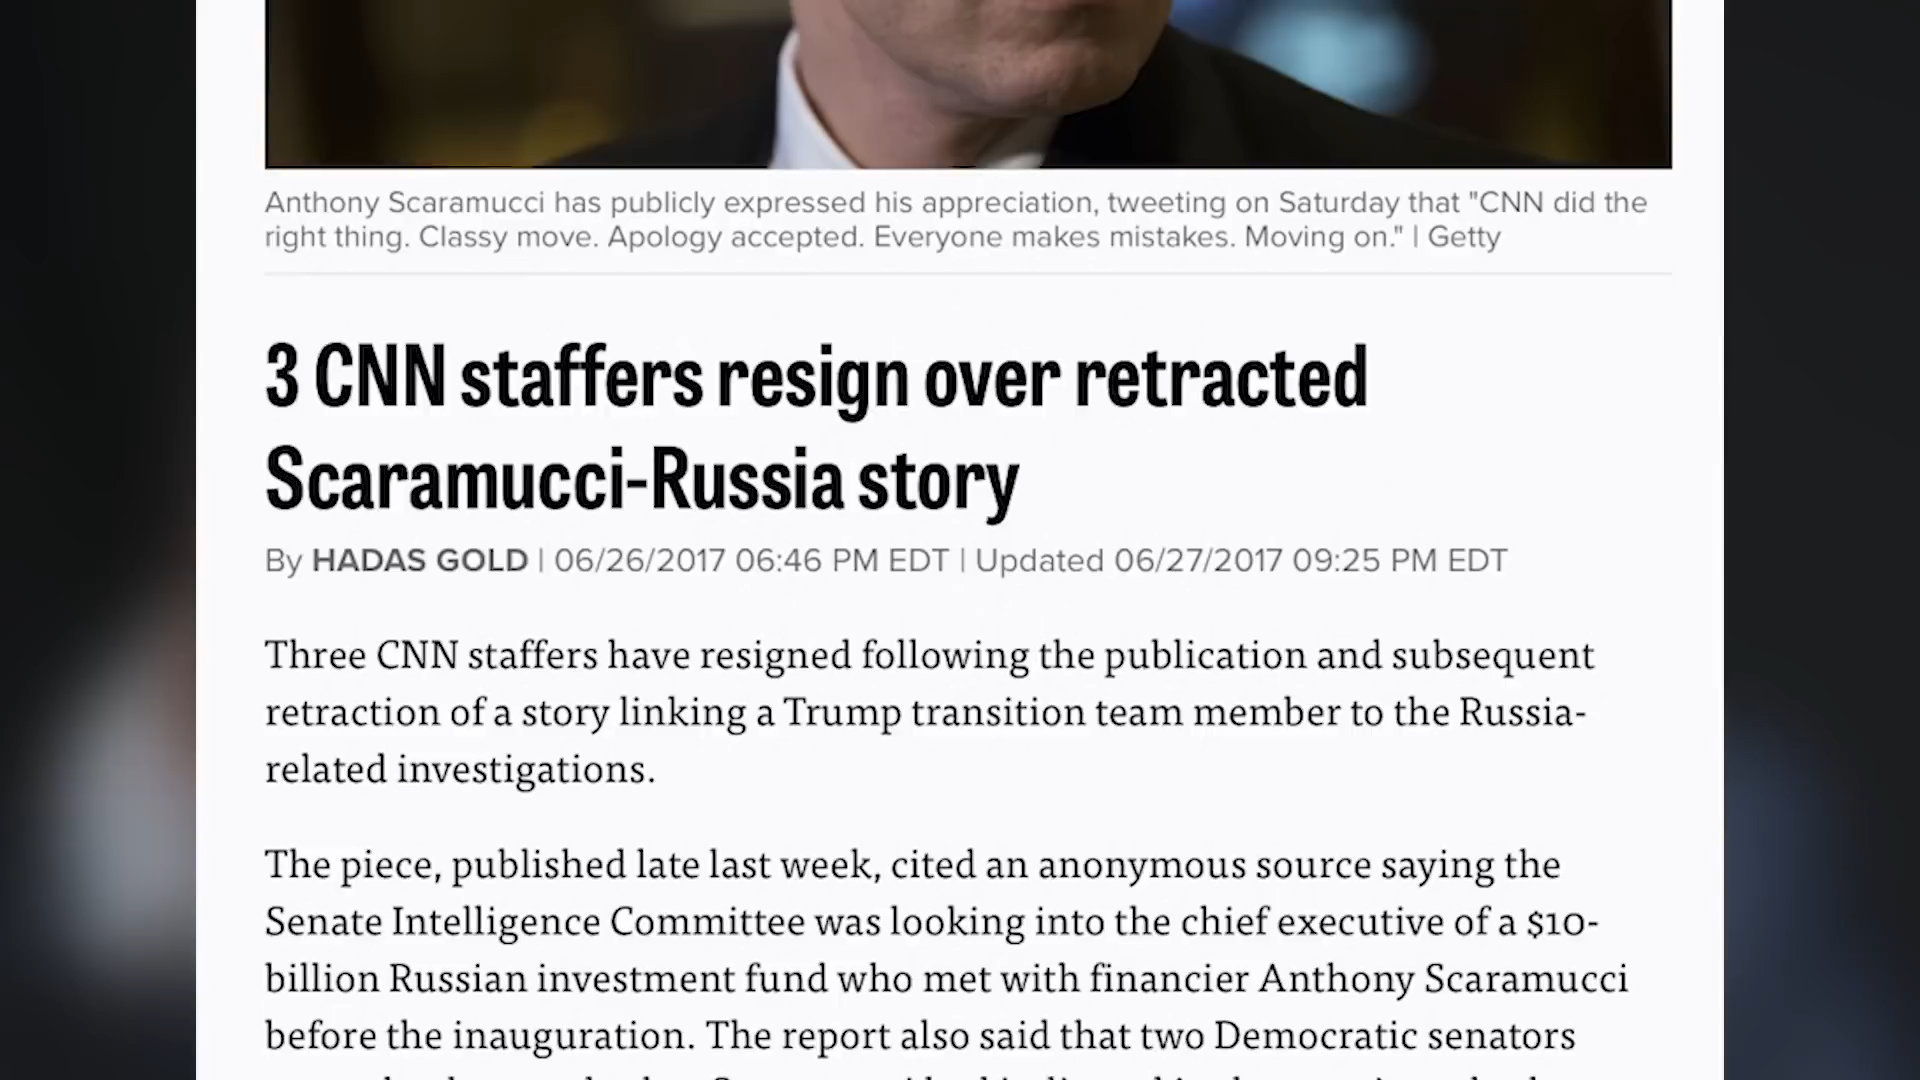 Anthony Scaramucci has publicly expressed his appreciation, tweeting on Saturday that "CNN did the
right thing. Classy move. Apology accepted. Everyone makes mistakes. Moving on." | Getty
3 CNN staffers resign over retracted
Scaramucci-Russia story
By HADAS GOLD | 06/26/2017 06:46 PM EDT | Updated 06/27/2017 09:25 PM EDT
Three CNN staffers have resigned following the publication and subsequent
retraction of a story linking a Trump transition team member to the Russia-
related investigations.
The piece, published late last week, cited an anonymous source saying the
Senate Intelligence Committee was looking into the chief executive of a $10-
billion Russian investment fund who met with financier Anthony Scaramucci
before the inauguration. The report also said that two Democratic senators